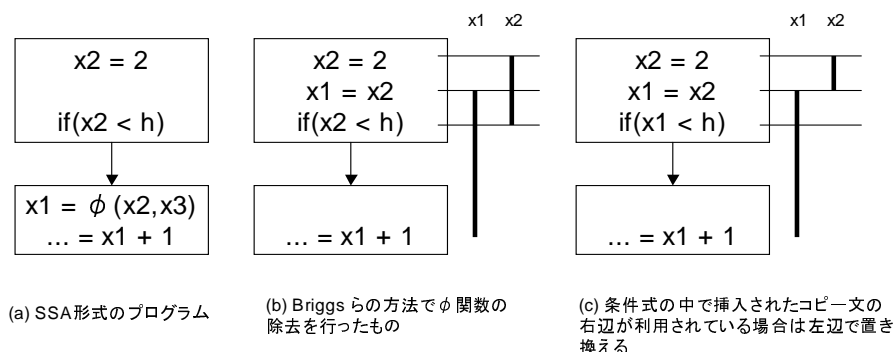 x1 x2
x1 x2
x2 = 2
if(x2 < h)
x1 = φ (x2,x3)
... = x1 + 1
x2 = 2
x1 = x2
if(x2 < h)
... = x1 + 1
x2 = 2
x1 = x2
if(x1 < h)
... = x1 + 1
(a) SSA形式のプログラム
(b) Briggs らの方法でφ関数の
除去を行ったもの
(c) 条件式の中で挿入されたコピー文の
右辺が利用されている場合は左辺で置き
換える